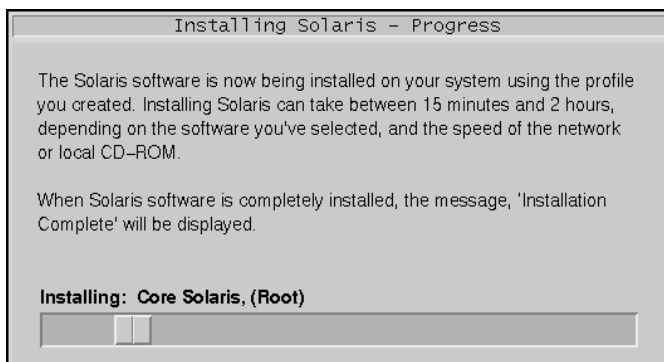 Installing Solaris – Progress
The Solaris software is now being installed on your system using the profile
you created. Installing Solaris can take between 15 minutes and 2 hours,
depending on the software you've selected, and the speed of the network
or local CD–ROM.
When Solaris software is completely installed, the message, 'Installation
Complete' will be displayed.
Installing: Core Solaris, (Root)